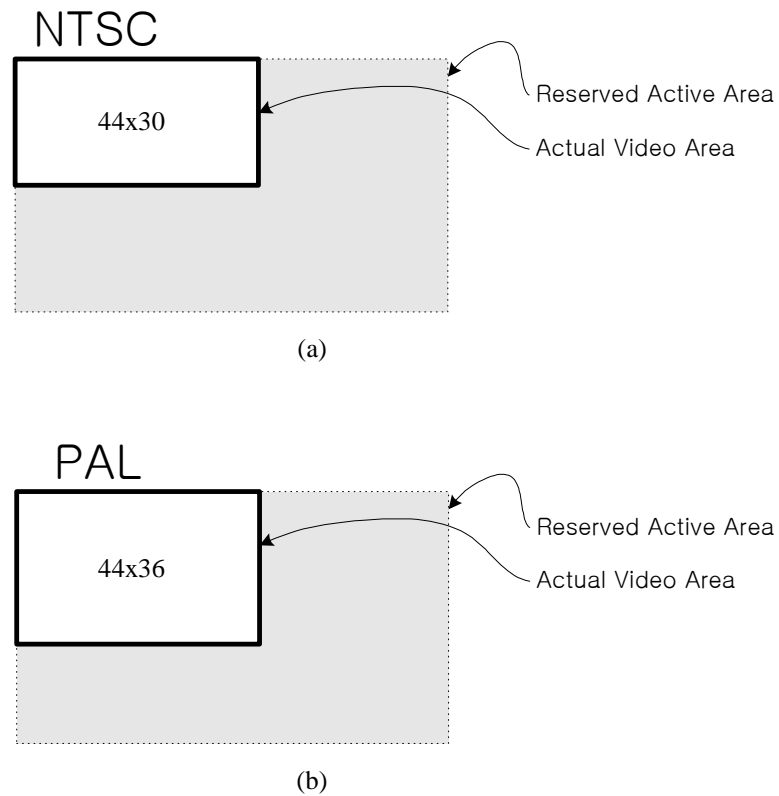 NTSC
44x30
Reserved Active Area
Actual Video Area
(a)
PAL
44x36
Reserved Active Area
Actual Video Area
(b)